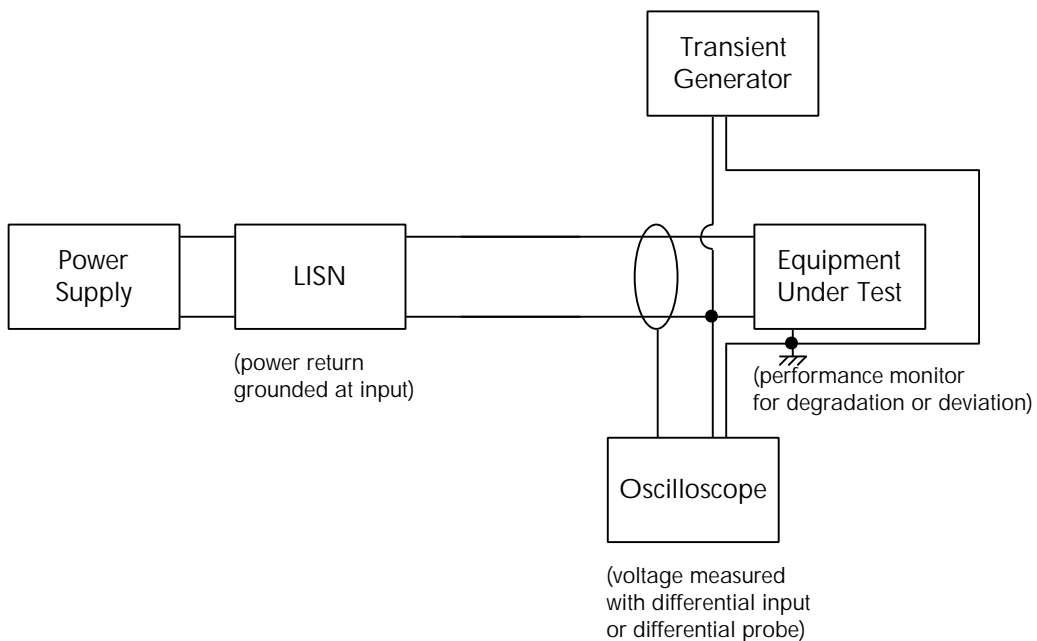 Transient
Generator
Power
Supply
LISN
Equipment
Under Test
(power return
grounded at input)
(performance monitor
for degradation or deviation)
Oscilloscope
(voltage measured
with differential input
or differential probe)